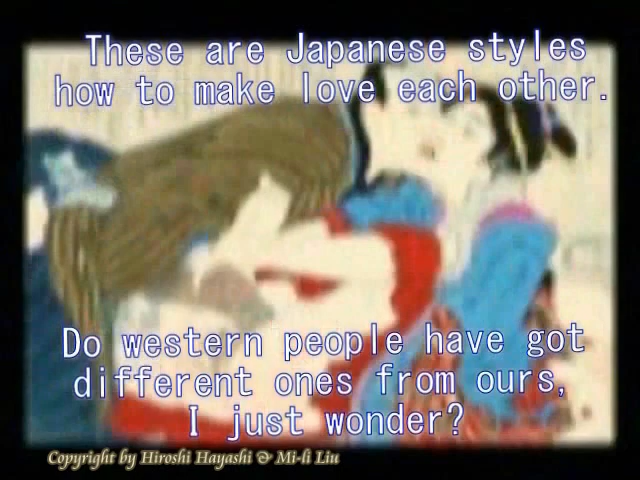 These are Japanese styles
how to make love each other.
Do western people have got
different ones from ours,
I just wonder?
Copyright by Hiroshi Hayashi & Mi-li Liu